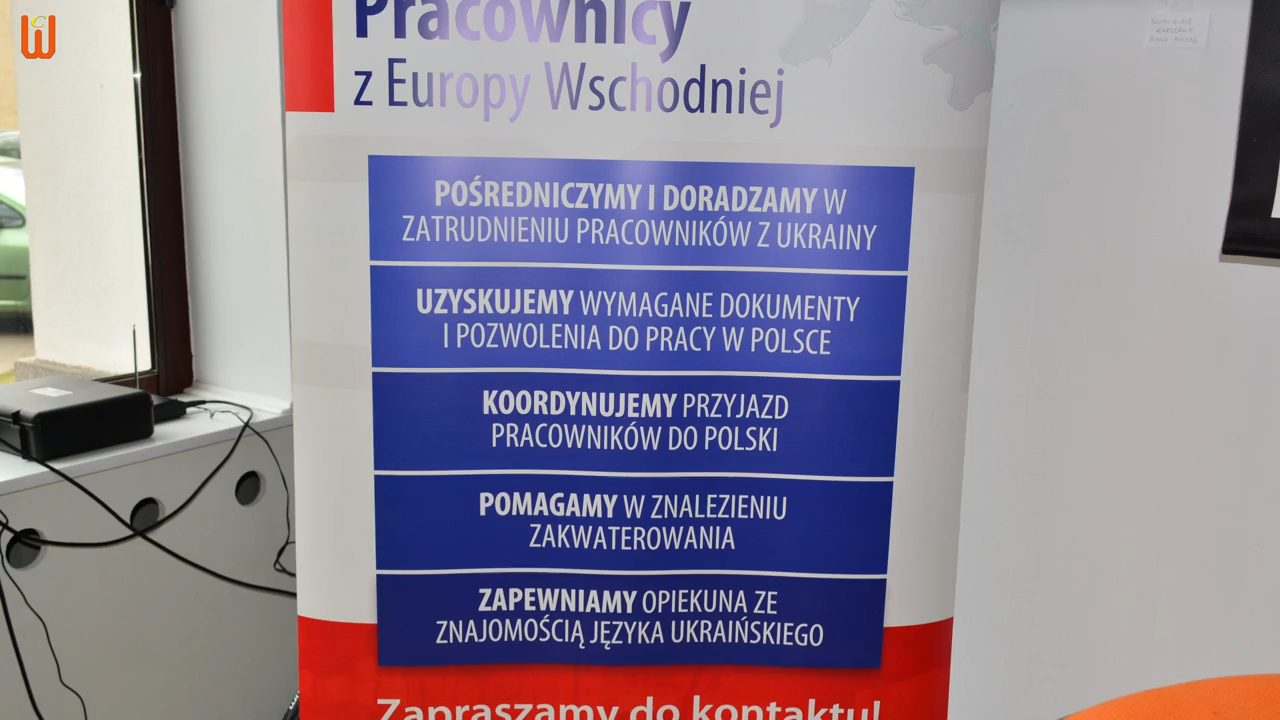 Pracownicy
z Europy Wschodniej
POŚREDNICZYMY I DORADZAMY W
ZATRUDNIENIU PRACOWNIKÓW Z UKRAINY
UZYSKUJEMY WYMAGANE DOKUMENTY
I POZWOLENIA DO PRACY W POLSCE
KOORDYNUJEMY PRZYJAZD
PRACOWNIKÓW DO POLSKI
POMAGAMY W ZNALEZIENIU
ZAKWATEROWANIA
ZAPEWNIAMY OPIEKUNA ZE
ZNAJOMOŚCIĄ JĘZYKA UKRAIŃSKIEGO
Zapraszamy do kontaktu!